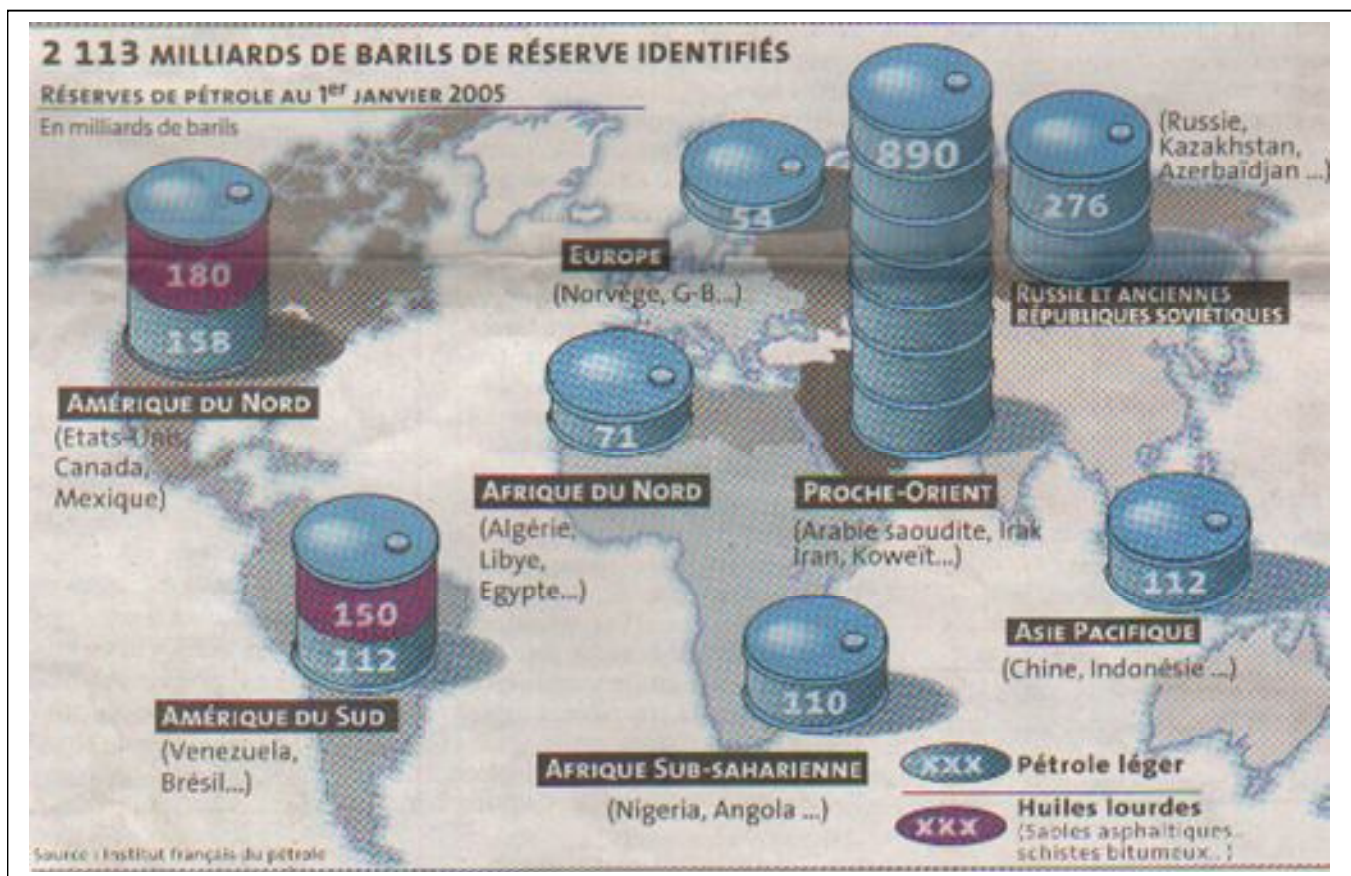 2 113 MILLIARDS DE BARILS DE RÉSERVE IDENTIFIÉS
RÉSERVES DE PÉTROLE AU 1er JANVIER 2005
En milliards de barils
180
158
AMÉRIQUE DU NORD
(Etats-Unis,
Canada,
Mexique)
150
112
AMÉRIQUE DU SUD
(Venezuela,
Brésil...)
54
EUROPE
(Norvège, G-B...)
71
AFRIQUE DU NORD
(Algérie,
Libye,
Egypte...)
890
PROCHE-ORIENT
(Arabie saoudite, Irak
Iran, Koweït...)
276
(Russie,
Kazakhstan,
Azerbaïdjan ...)
RUSSIE ET ANCIENNES
RÉPUBLIQUES SOVIÉTIQUES
112
ASIE PACIFIQUE
(Chine, Indonésie ...)
110
AFRIQUE SUB-SAHARIENNE
(Nigeria, Angola ...)
XXX Pétrole léger
XXX Huiles lourdes
(Sables asphaltiques..
schistes bitumeux..)
Source : Institut français du pétrole